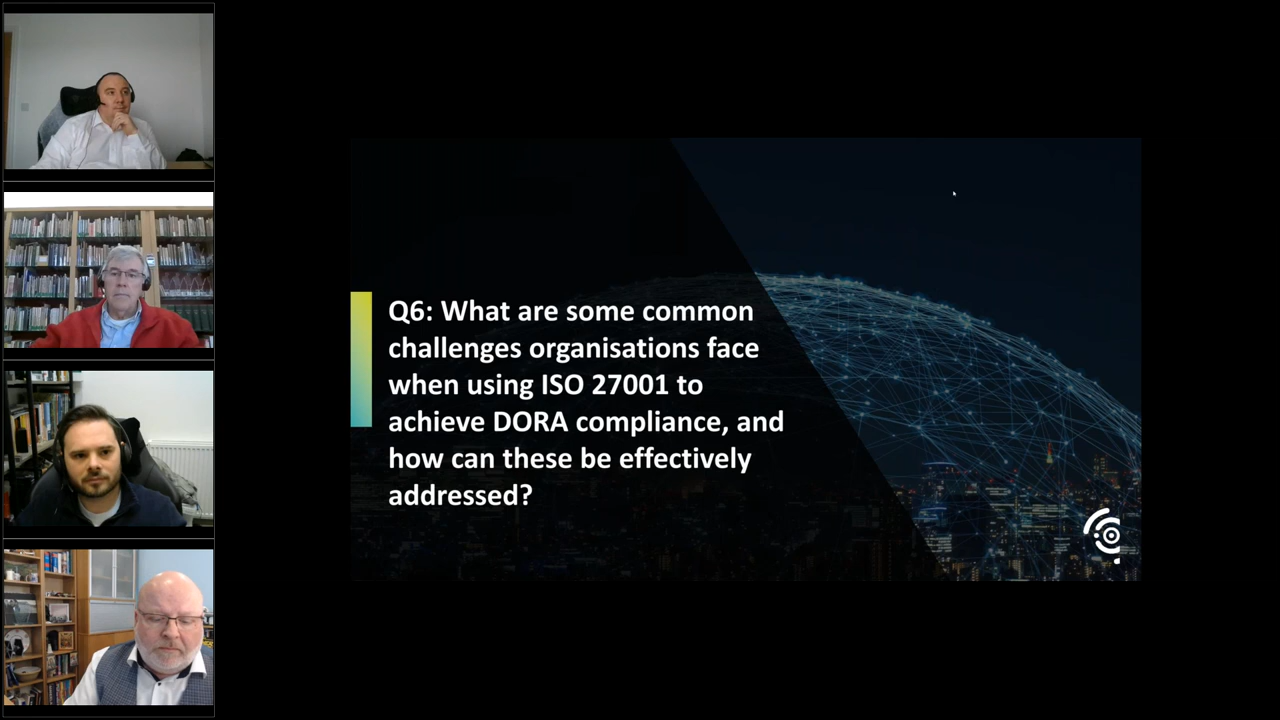 Q6: What are some common
challenges organisations face
when using ISO 27001 to
achieve DORA compliance, and
how can these be effectively
addressed?